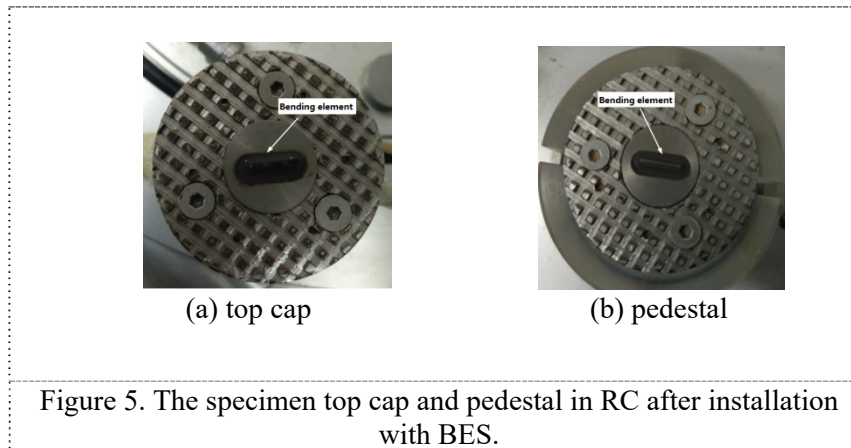 Bending element
Bending element
(a) top cap
(b) pedestal
Figure 5. The specimen top cap and pedestal in RC after installation
with BES.